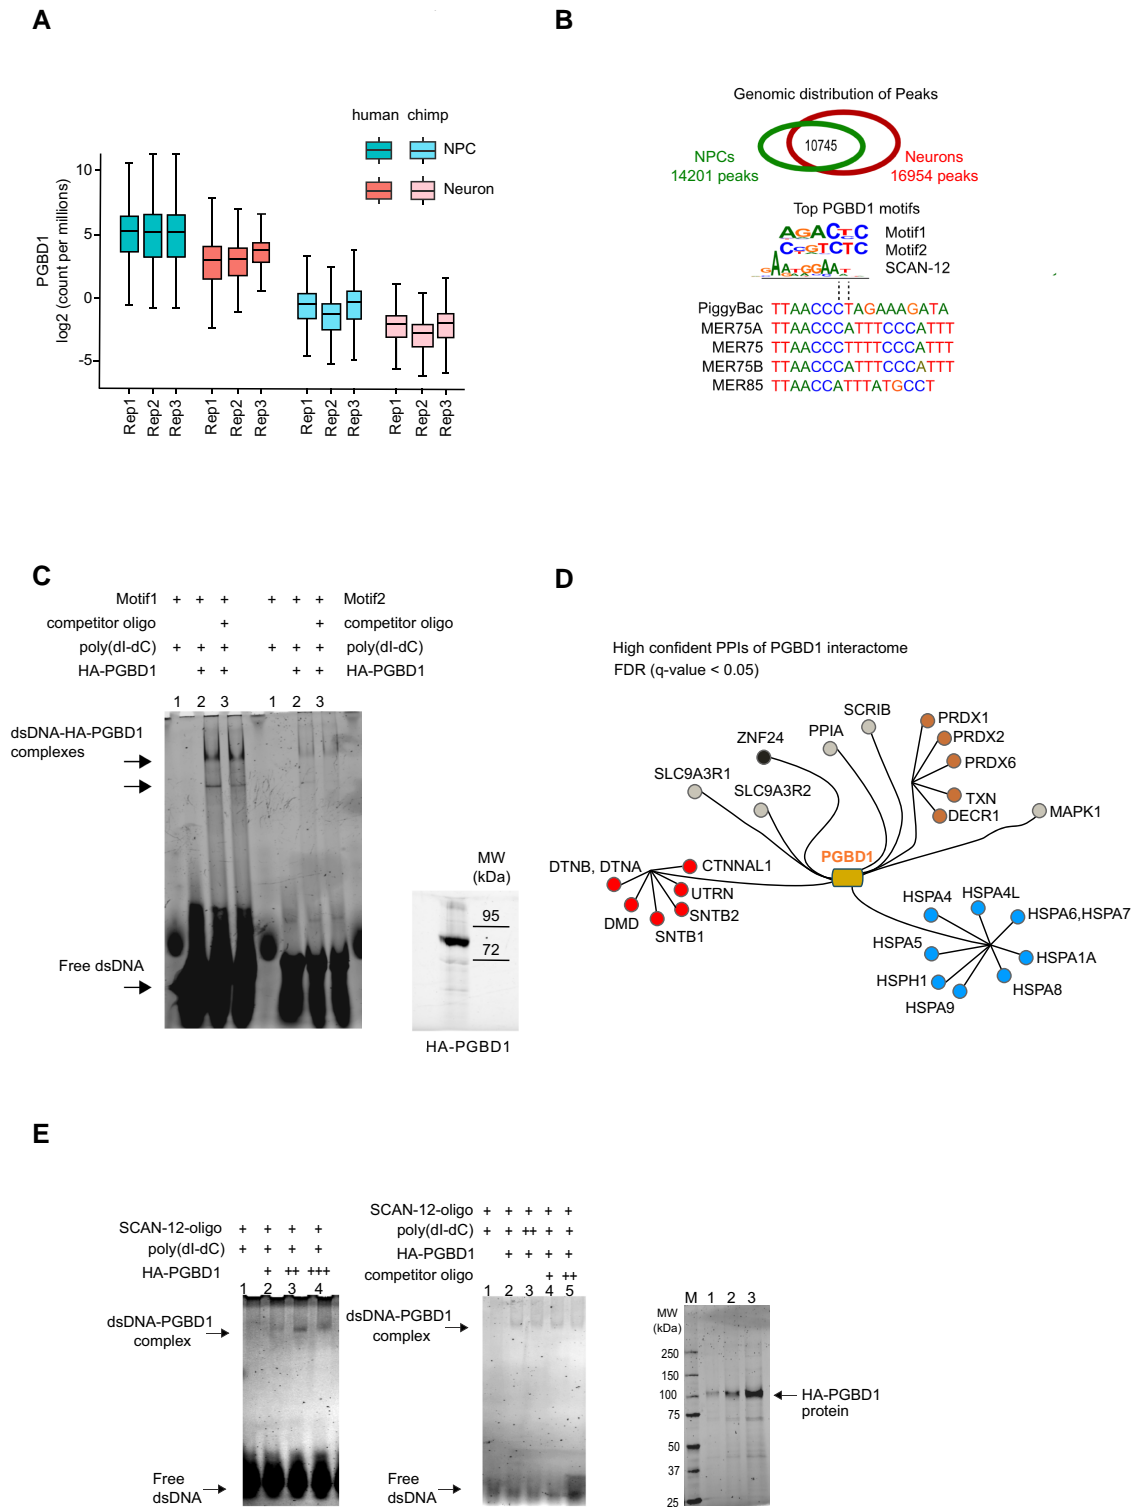 A
human chimp
NPC
Neuron
PGBD1
log2 (count per millions)
10
5
0
-5
Rep1 Rep2 Rep3 Rep1 Rep2 Rep3 Rep1 Rep2 Rep3 Rep1 Rep2 Rep3
B
Genomic distribution of Peaks
10745
NPCs
14201 peaks
Neurons
16954 peaks
Top PGBD1 motifs
Motif1
Motif2
SCAN-12
PiggyBac TTAACCCTAGAAAGATA
MER75A TTAACCCATTTCCCATTT
MER75 TTAACCCTTTTCCCATTT
MER75B TTAACCCATTTCCCATTT
MER85 TTAACCATTTATGCCT
C
Motif1 + + + + + + Motif2
competitor oligo + + competitor oligo
poly(dI-dC) + + + + + + poly(dI-dC)
HA-PGBD1 + + + + HA-PGBD1
1 2 3 1 2 3
dsDNA-HA-PGBD1
complexes
Free dsDNA
MW
(kDa)
95
72
HA-PGBD1
D
High confident PPIs of PGBD1 interactome
FDR (q-value < 0.05)
SCRIB
PRDX1
PPIA
PRDX2
ZNF24
PRDX6
SLC9A3R1
SLC9A3R2
TXN
DECR1
MAPK1
PGBD1
DTNB, DTNA
CTNNAL1
UTRN
SNTB2
DMD
SNTB1
HSPA4
HSPA4L
HSPA6,HSPA7
HSPA5
HSPA1A
HSPH1
HSPA8
HSPA9
E
SCAN-12-oligo + + + +
poly(dI-dC) + + + +
HA-PGBD1 + ++ +++
1 2 3 4
dsDNA-PGBD1
complex
Free
dsDNA
SCAN-12-oligo + + + + +
poly(dI-dC) + + ++ + +
HA-PGBD1 + + + +
competitor oligo + ++
1 2 3 4 5
dsDNA-PGBD1
complex
Free
dsDNA
M 1 2 3
MW
(kDa)
250
150
100
75
50
37
25
HA-PGBD1
protein